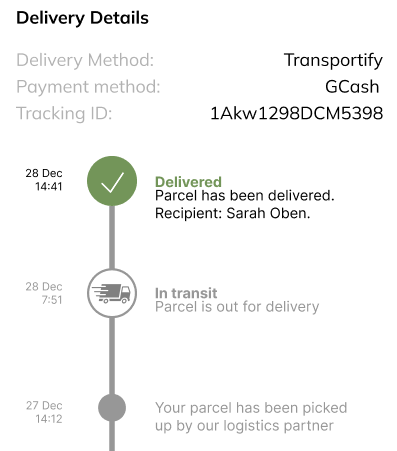 Delivery Details
Delivery Method: Transportify
Payment method: GCash
Tracking ID: 1Akw1298DCM5398
28 Dec
14:41
Delivered
Parcel has been delivered.
Recipient: Sarah Oben.
28 Dec
7:51
In transit
Parcel is out for delivery
27 Dec
14:12
Your parcel has been picked
up by our logistics partner